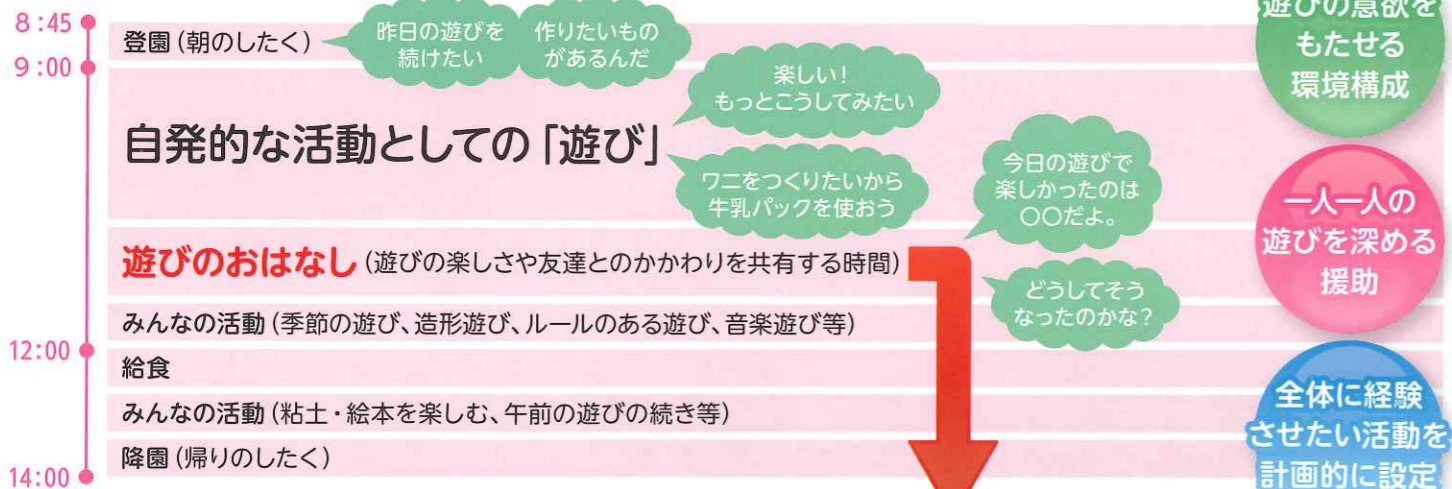 8:45
登園(朝のしたく)
昨日の遊びを
続けたい
作りたいもの
があるんだ
9:00
自発的な活動としての「遊び」
楽しい!
もっとこうしてみたい
ワニをつくりたいから
牛乳パックを使おう
遊びのおはなし(遊びの楽しさや友達とのかかわりを共有する時間)
今日の遊びで
楽しかったのは
〇〇だよ。
どうしてそう
なったのかな?
みんなの活動(季節の遊び、造形遊び、ルールのある遊び、音楽遊び等)
12:00
給食
みんなの活動(粘土・絵本を楽しむ、午前の遊びの続き等)
降園(帰りのしたく)
14:00
遊びの意欲を
もたせる
環境構成
一人一人の
遊びを深める
援助
全体に経験
させたい活動を
計画的に設定